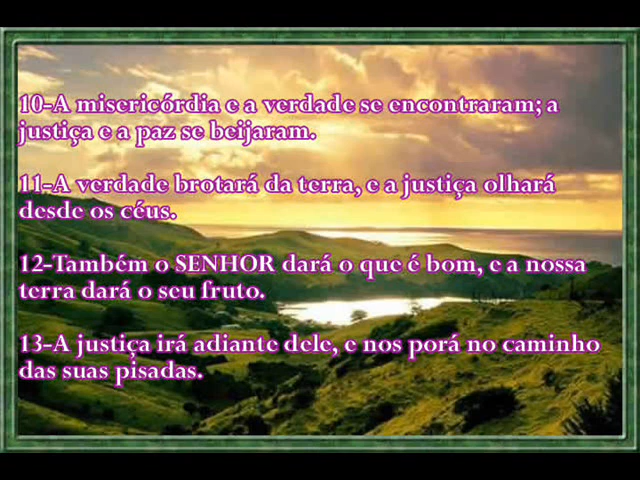 10-A misericórdia e a verdade se encontraram; a
justiça e a paz se beijaram.
11-A verdade brotará da terra, e a justiça olhará
desde os céus.
12-Também o SENHOR dará o que é bom, e a nossa
terra dará o seu fruto.
13-A justiça irá adiante dele, e nos porá no caminho
das suas pisadas.